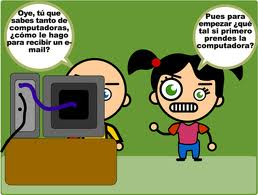 Oye, tú que
sabes tanto de
computadoras,
¿cómo le hago
para recibir un e-
mail?
Pues para
empezar ¿qué
tal si primero
prendes la
computadora?